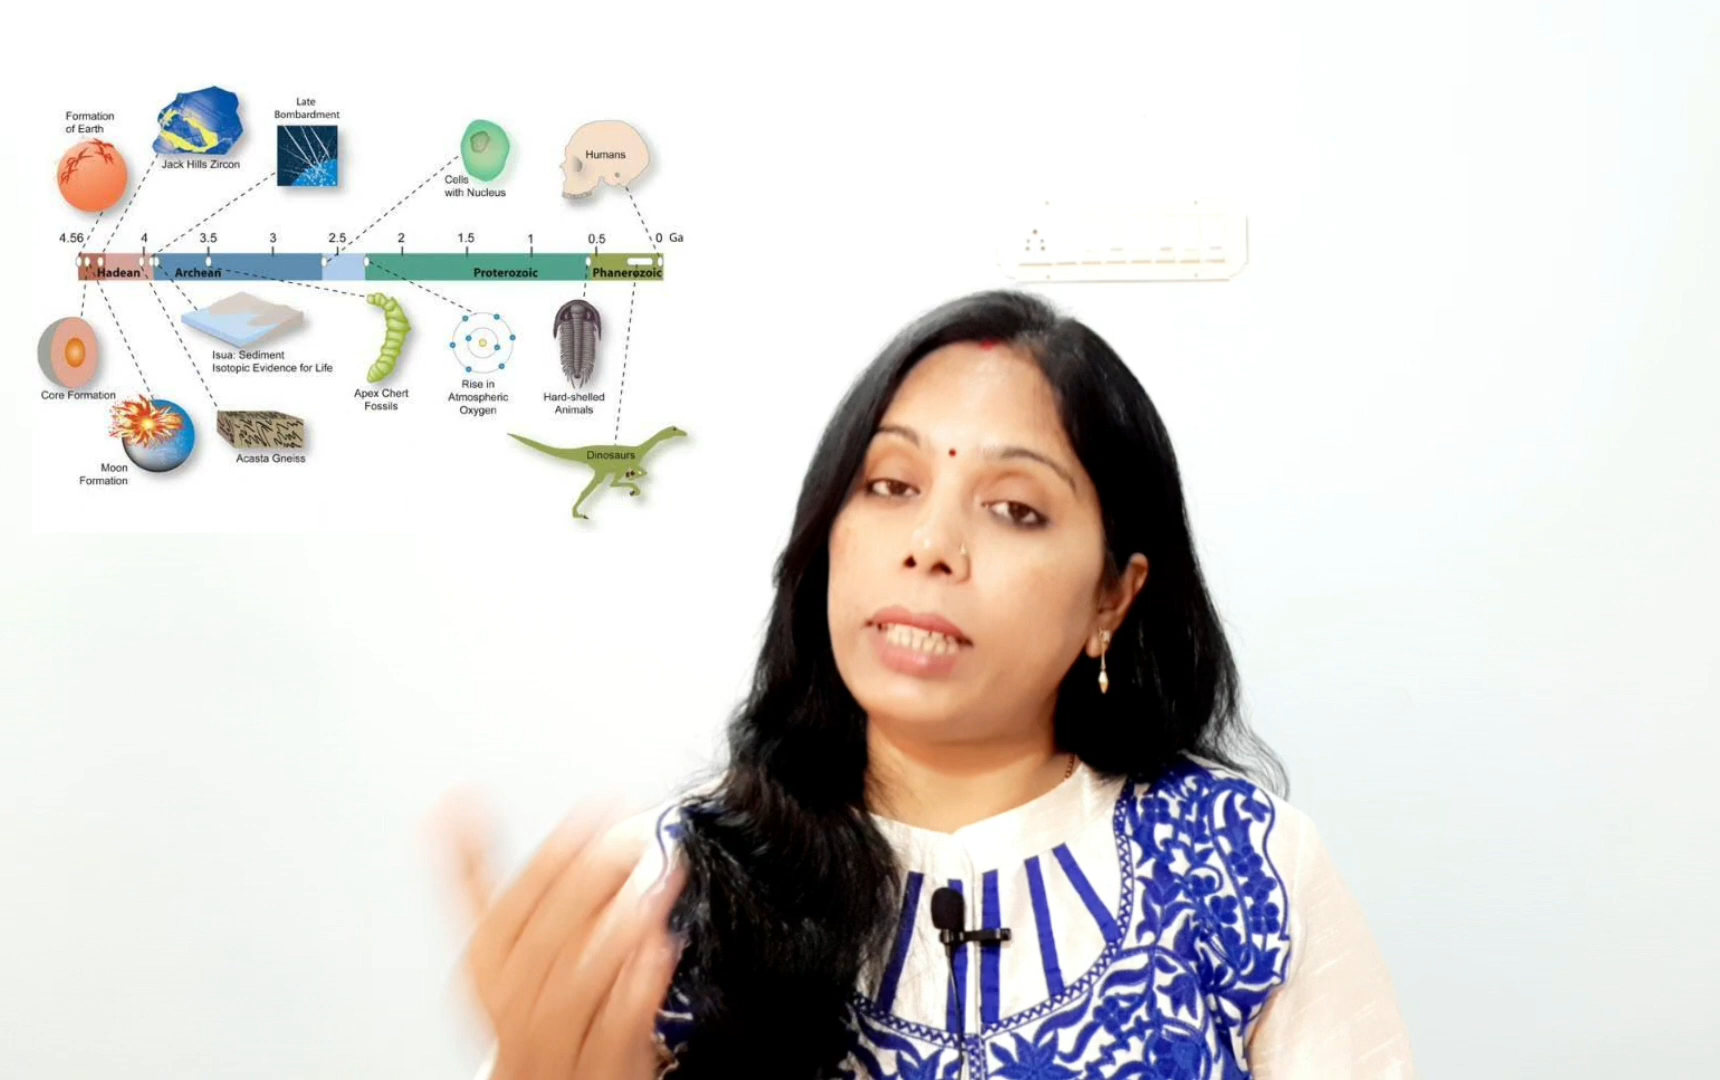 Formation
of Earth
Jack Hills Zircon
Late
Bombardment
Cells
with Nucleus
Humans
4.56
4
3.5
3
2.5
2
1.5
1
0.5
0 Ga
Hadean
Archean
Proterozoic
Phanerozoic
Core Formation
Moon
Formation
Isua: Sediment
Isotopic Evidence for Life
Acasta Gneiss
Apex Chert
Fossils
Rise in
Atmospheric
Oxygen
Hard-shelled
Animals
Dinosaurs